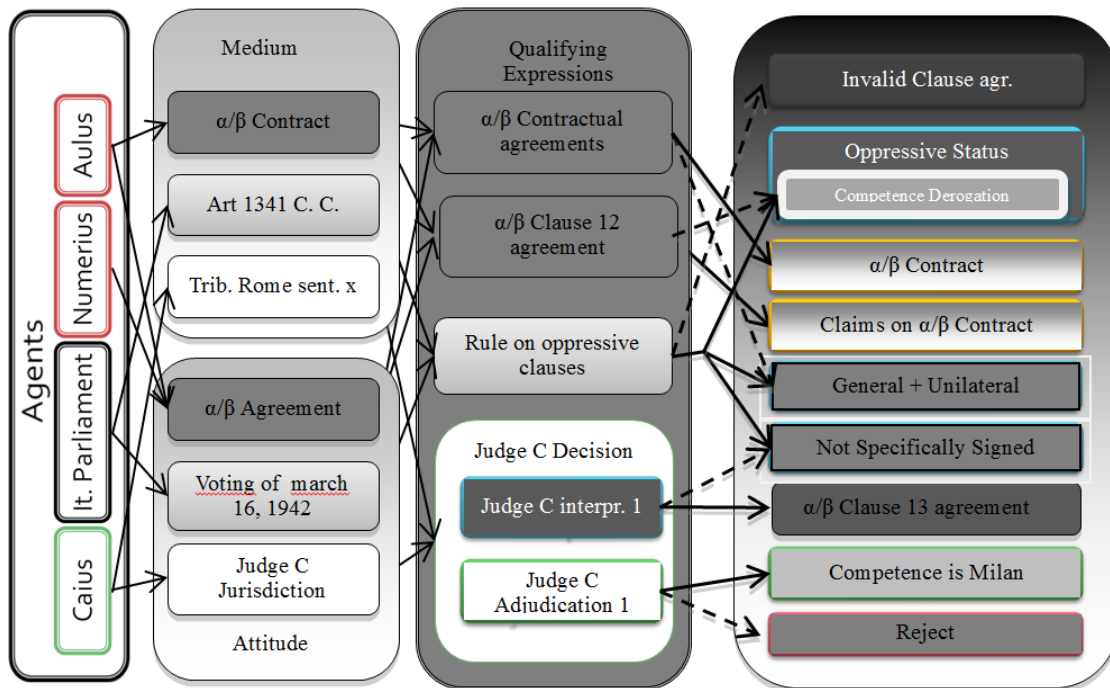 Agents
Aulus
Numerius
It. Parliament
Caius
Medium
α/β Contract
Art 1341 C. C.
Trib. Rome sent. x
α/β Agreement
Voting of march
16, 1942
Judge C
Jurisdiction
Attitude
Qualifying
Expressions
α/β Contractual
agreements
α/β Clause 12
agreement
Rule on oppressive
clauses
Judge C Decision
Judge C interpr. 1
Judge C
Adjudication 1
Invalid Clause agr.
Oppressive Status
Competence Derogation
α/β Contract
Claims on α/β Contract
General + Unilateral
Not Specifically Signed
α/β Clause 13 agreement
Competence is Milan
Reject